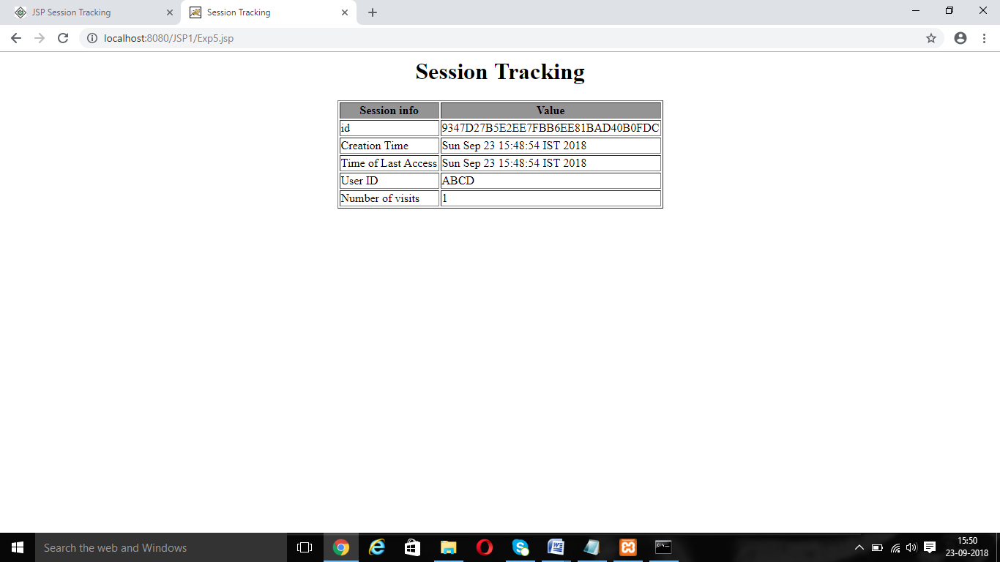 JSP Session Tracking
Session Tracking
localhost:8080/JSP1/Exp5.jsp
Session Tracking
Session info Value
id 9347D27B5E2EE7FBB6EE81BAD40B0FDC
Creation Time Sun Sep 23 15:48:54 IST 2018
Time of Last Access Sun Sep 23 15:48:54 IST 2018
User ID ABCD
Number of visits 1
Search the web and Windows
15:50
23-09-2018